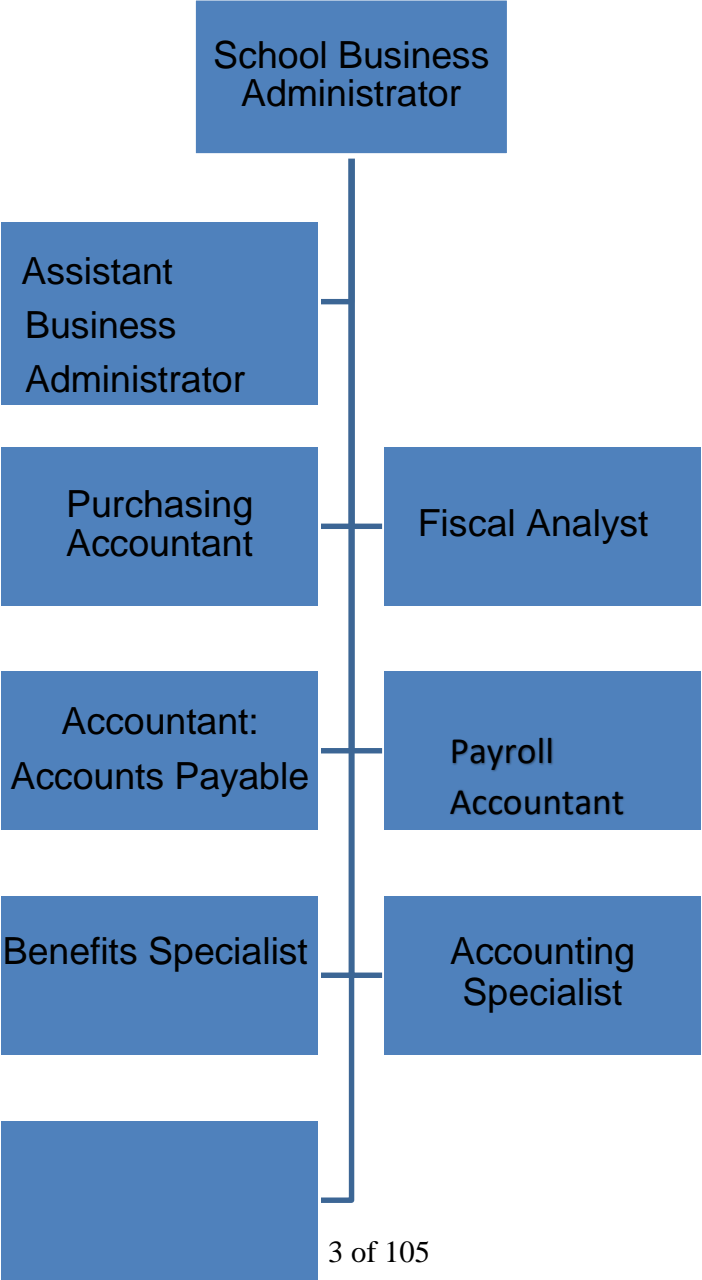 School Business
Administrator
Assistant
Business
Administrator
Purchasing
Accountant
Fiscal Analyst
Accountant:
Accounts Payable
Payroll
Accountant
Benefits Specialist
Accounting
Specialist
3 of 105